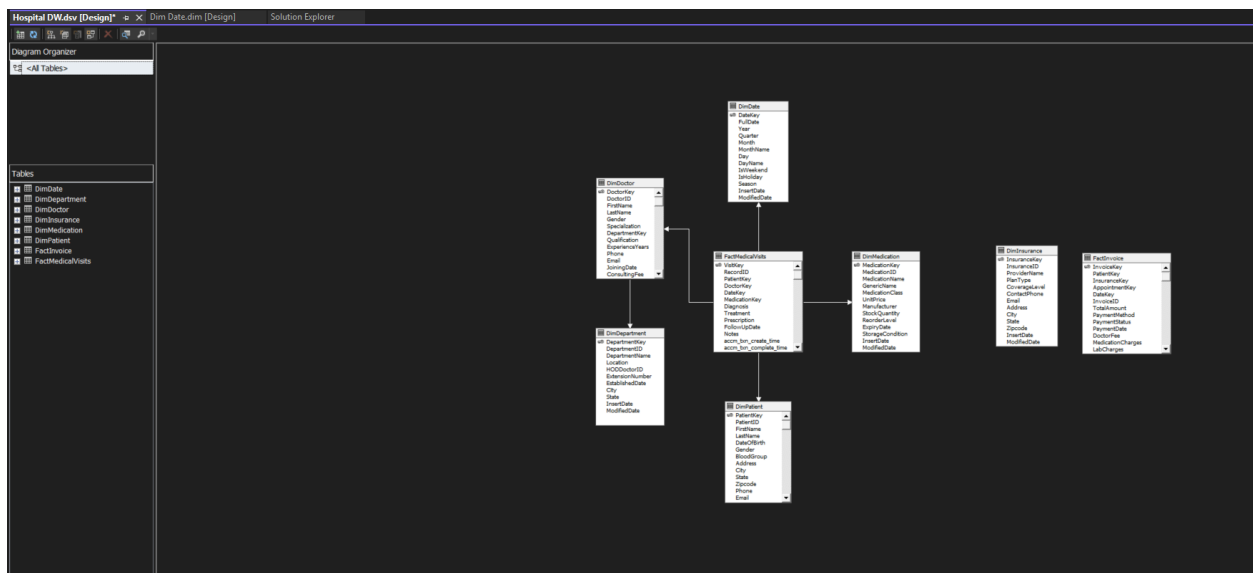 Hospital DW.dsv [Design]* Dim Date.dim [Design] Solution Explorer
Diagram Organizer
<All Tables>
Tables
DimDate
DimDepartment
DimDoctor
DimInsurance
DimMedication
DimPatient
FactInvoice
FactMedicalVisits
DimDate
DateKey
FullDate
Year
Quarter
Month
MonthName
Day
DayName
IsWeekend
IsHoliday
Season
InsertDate
ModifiedDate
DimDoctor
DoctorKey
DoctorID
FirstName
LastName
Gender
Specialization
DepartmentKey
Qualification
ExperienceYears
Phone
Email
JoiningDate
ConsultingFee
FactMedicalVisits
VisitKey
RecordID
PatientKey
DoctorKey
DateKey
MedicationKey
Diagnosis
Treatment
Prescription
FollowUpDate
Notes
accm_txn_create_time
accm_txn_complete_time
DimMedication
MedicationKey
MedicationID
MedicationName
GenericName
MedicationClass
UnitPrice
Manufacturer
StockQuantity
ReorderLevel
ExpiryDate
StorageCondition
InsertDate
ModifiedDate
DimInsurance
InsuranceKey
InsuranceID
ProviderName
PlanType
CoverageLevel
ContactPhone
Email
Address
City
State
Zipcode
InsertDate
ModifiedDate
FactInvoice
InvoiceKey
PatientKey
InsuranceKey
AppointmentKey
DateKey
InvoiceID
TotalAmount
PaymentMethod
PaymentStatus
PaymentDate
DoctorFee
MedicationCharges
LabCharges
DimDepartment
DepartmentKey
DepartmentID
DepartmentName
Location
HODDoctorID
ExtensionNumber
EstablishedDate
City
State
InsertDate
ModifiedDate
DimPatient
PatientKey
PatientID
FirstName
LastName
DateOfBirth
Gender
BloodGroup
Address
City
State
Zipcode
Phone
Email